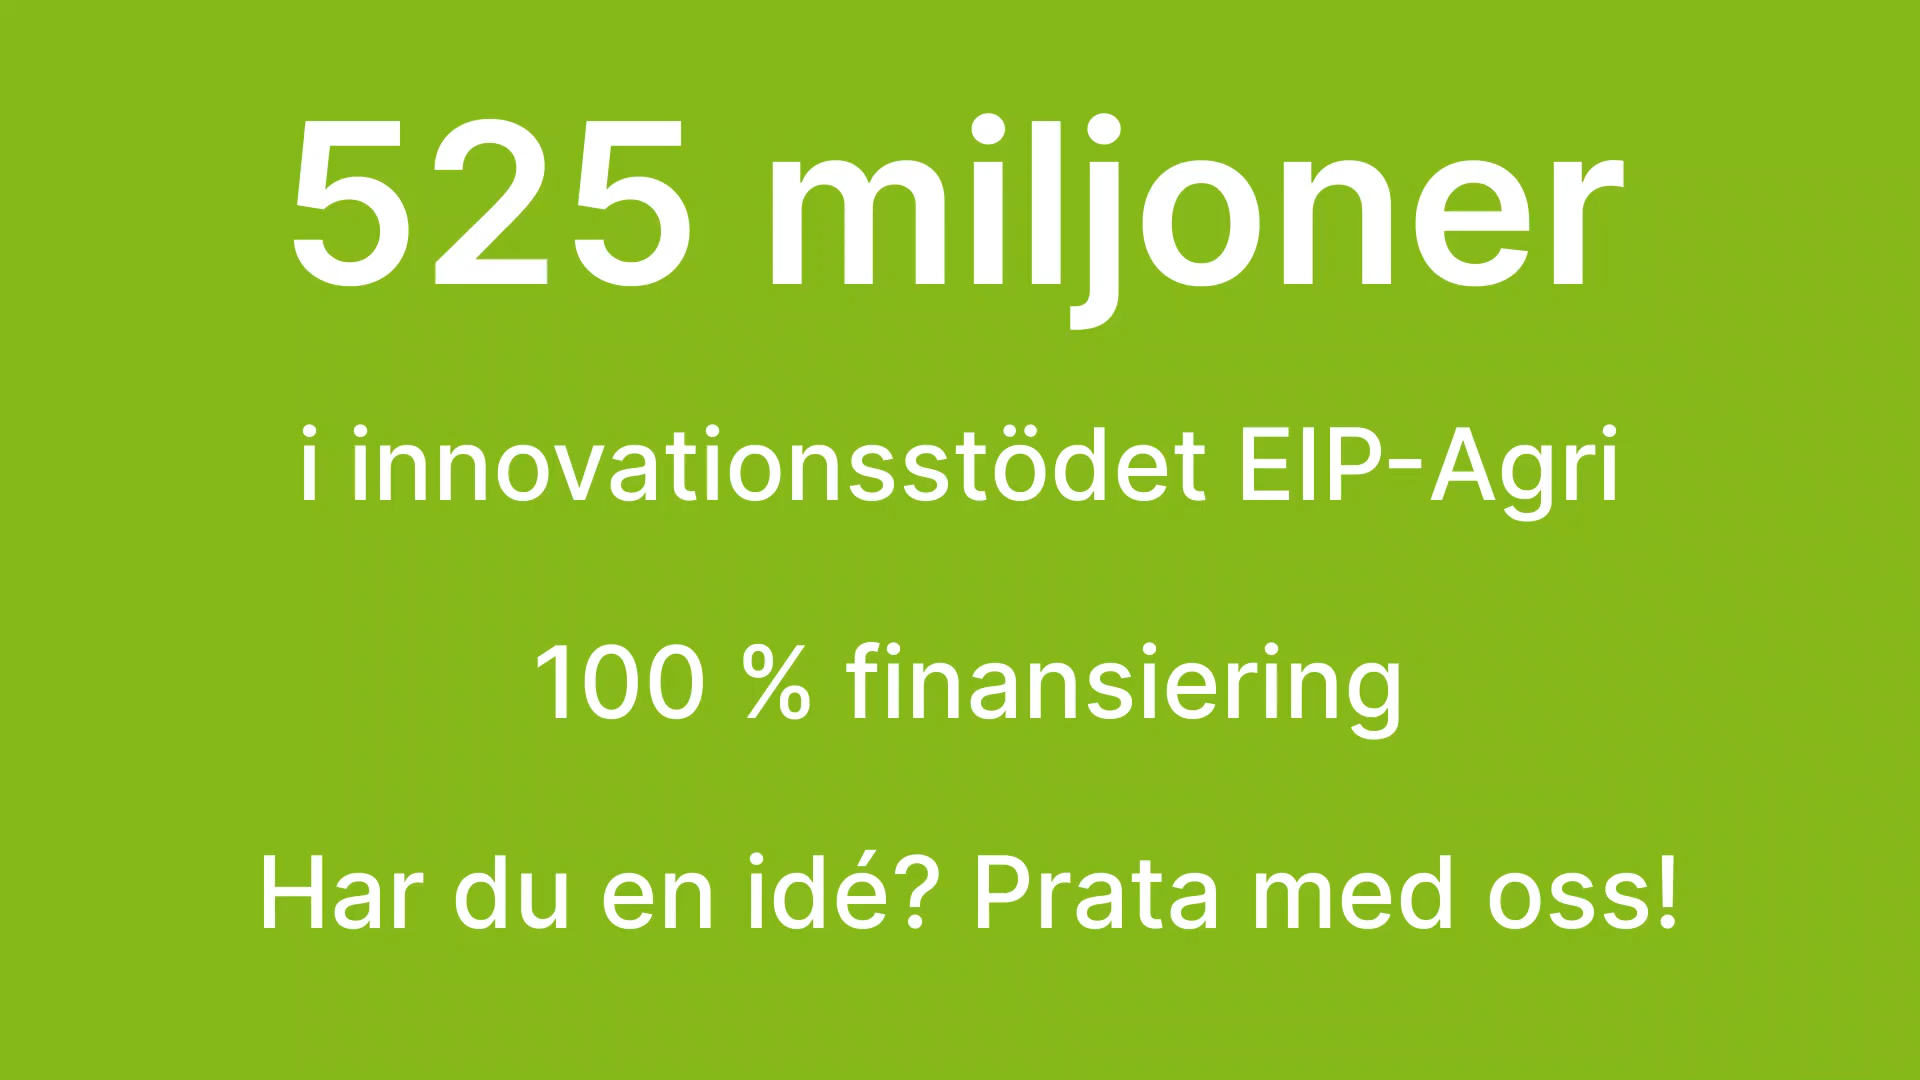 525 miljoner
i innovationsstödet EIP-Agri
100 % finansiering
Har du en idé? Prata med oss!